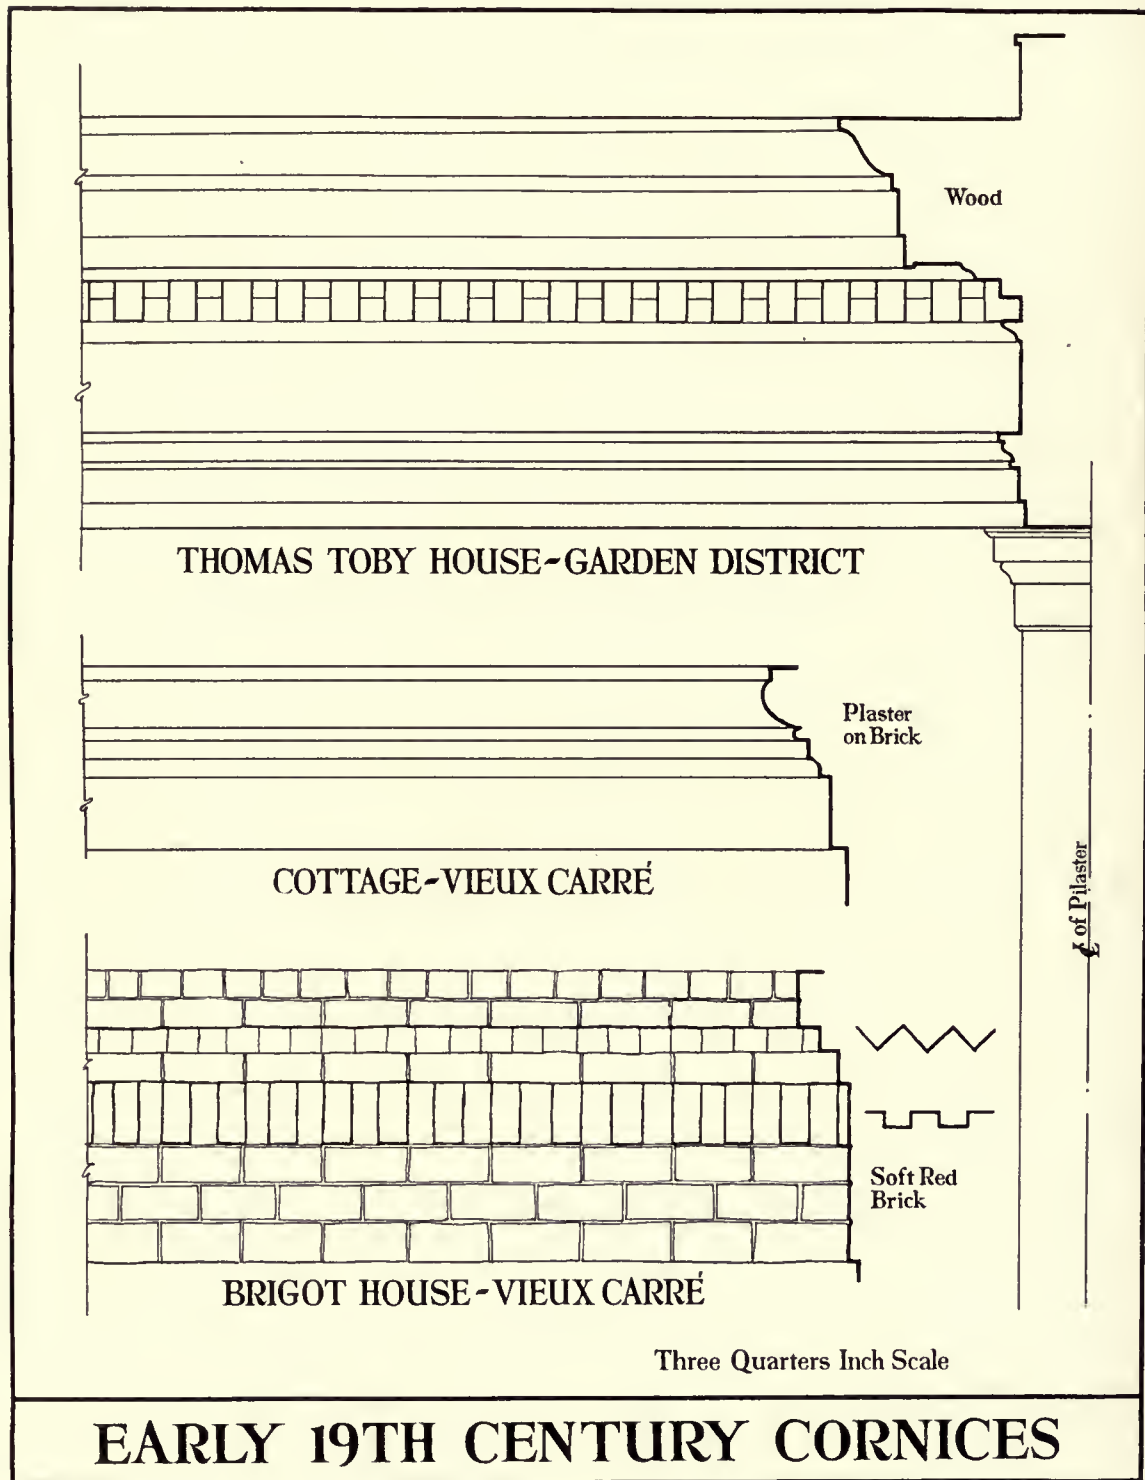 Wood
THOMAS TOBY HOUSE~GARDEN DISTRICT
Plaster
on Brick
COTTAGE~VIEUX CARRÉ
℄ of Pilaster
Soft Red
Brick
BRIGOT HOUSE~VIEUX CARRÉ
Three Quarters Inch Scale
EARLY 19TH CENTURY CORNICES